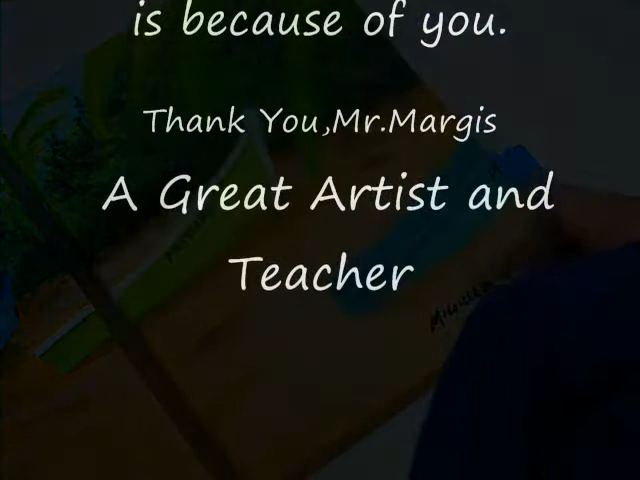 is because of you.
Thank You,Mr.Margis
A Great Artist and
Teacher